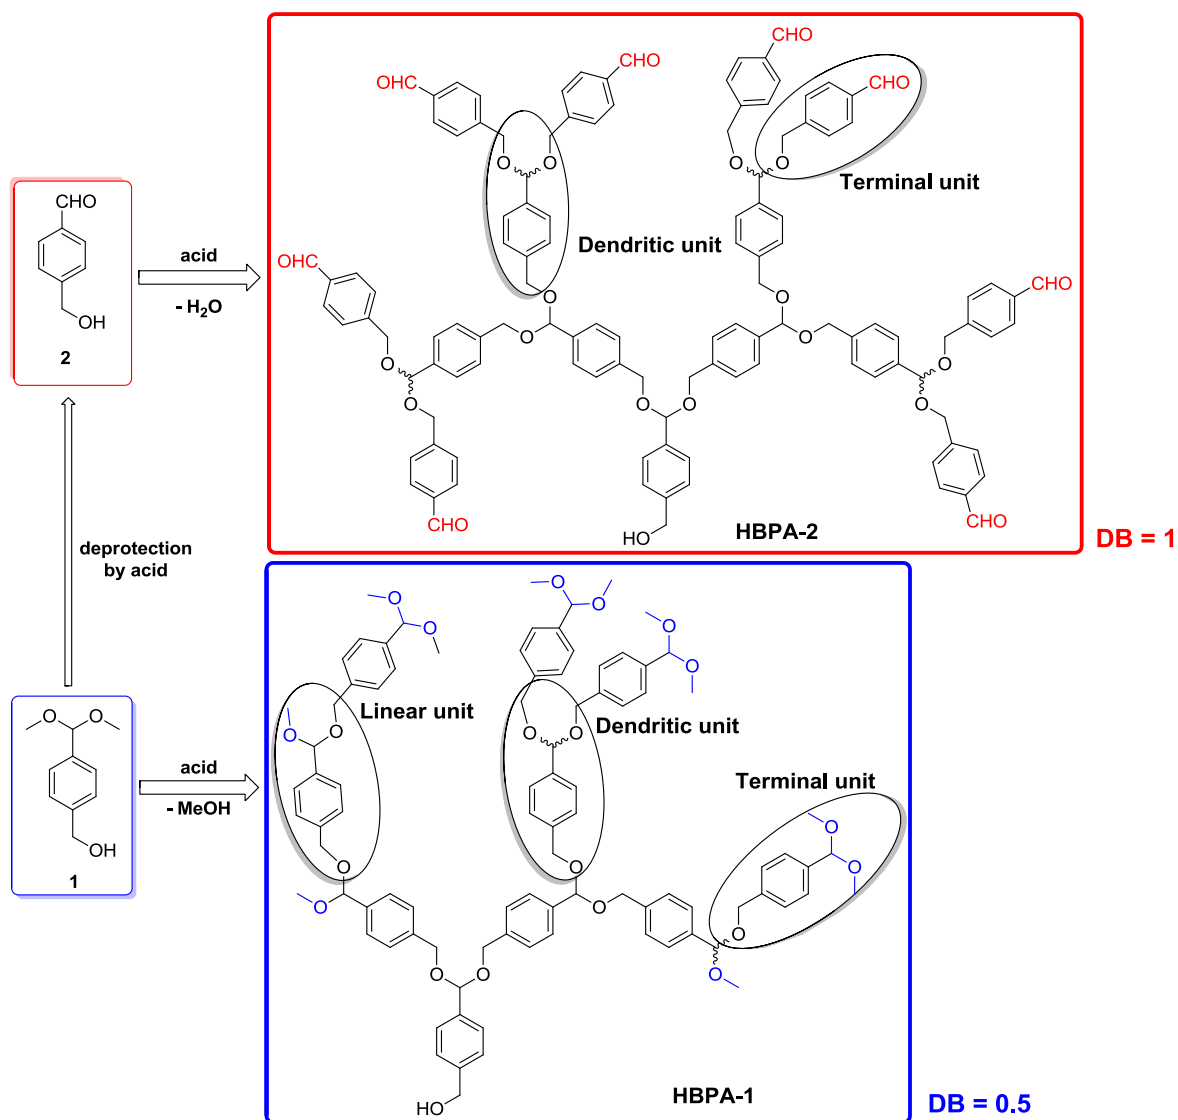 CHO
OHC
CHO
CHO
CHO
O
O
O
O
Terminal unit
CHO
Dendritic unit
OH
2
acid
- H2O
OHC
CHO
O
O
O
O
O
O
O
O
O
O
O
O
O
O
CHO
OHC
HO
CHO
HBPA-2
DB = 1
deprotection
by acid
O
O
O
O
O
O
Linear unit
Dendritic unit
O
O
O
O
O
O
Terminal unit
OH
1
acid
- MeOH
O
O
O
O
O
O
O
O
O
O
O
HO
HBPA-1
DB = 0.5